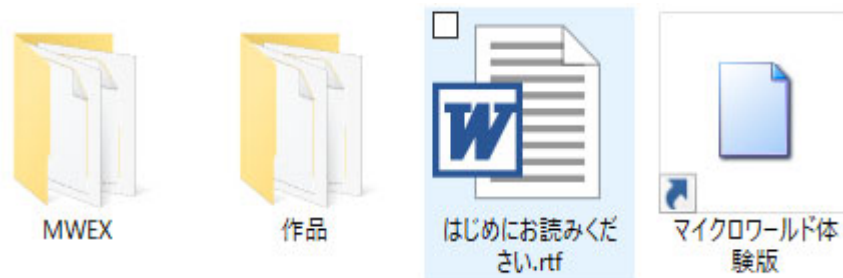 MWEX
作品
はじめにお読みくだ
さい.rtf
マイクロワールド体
験版